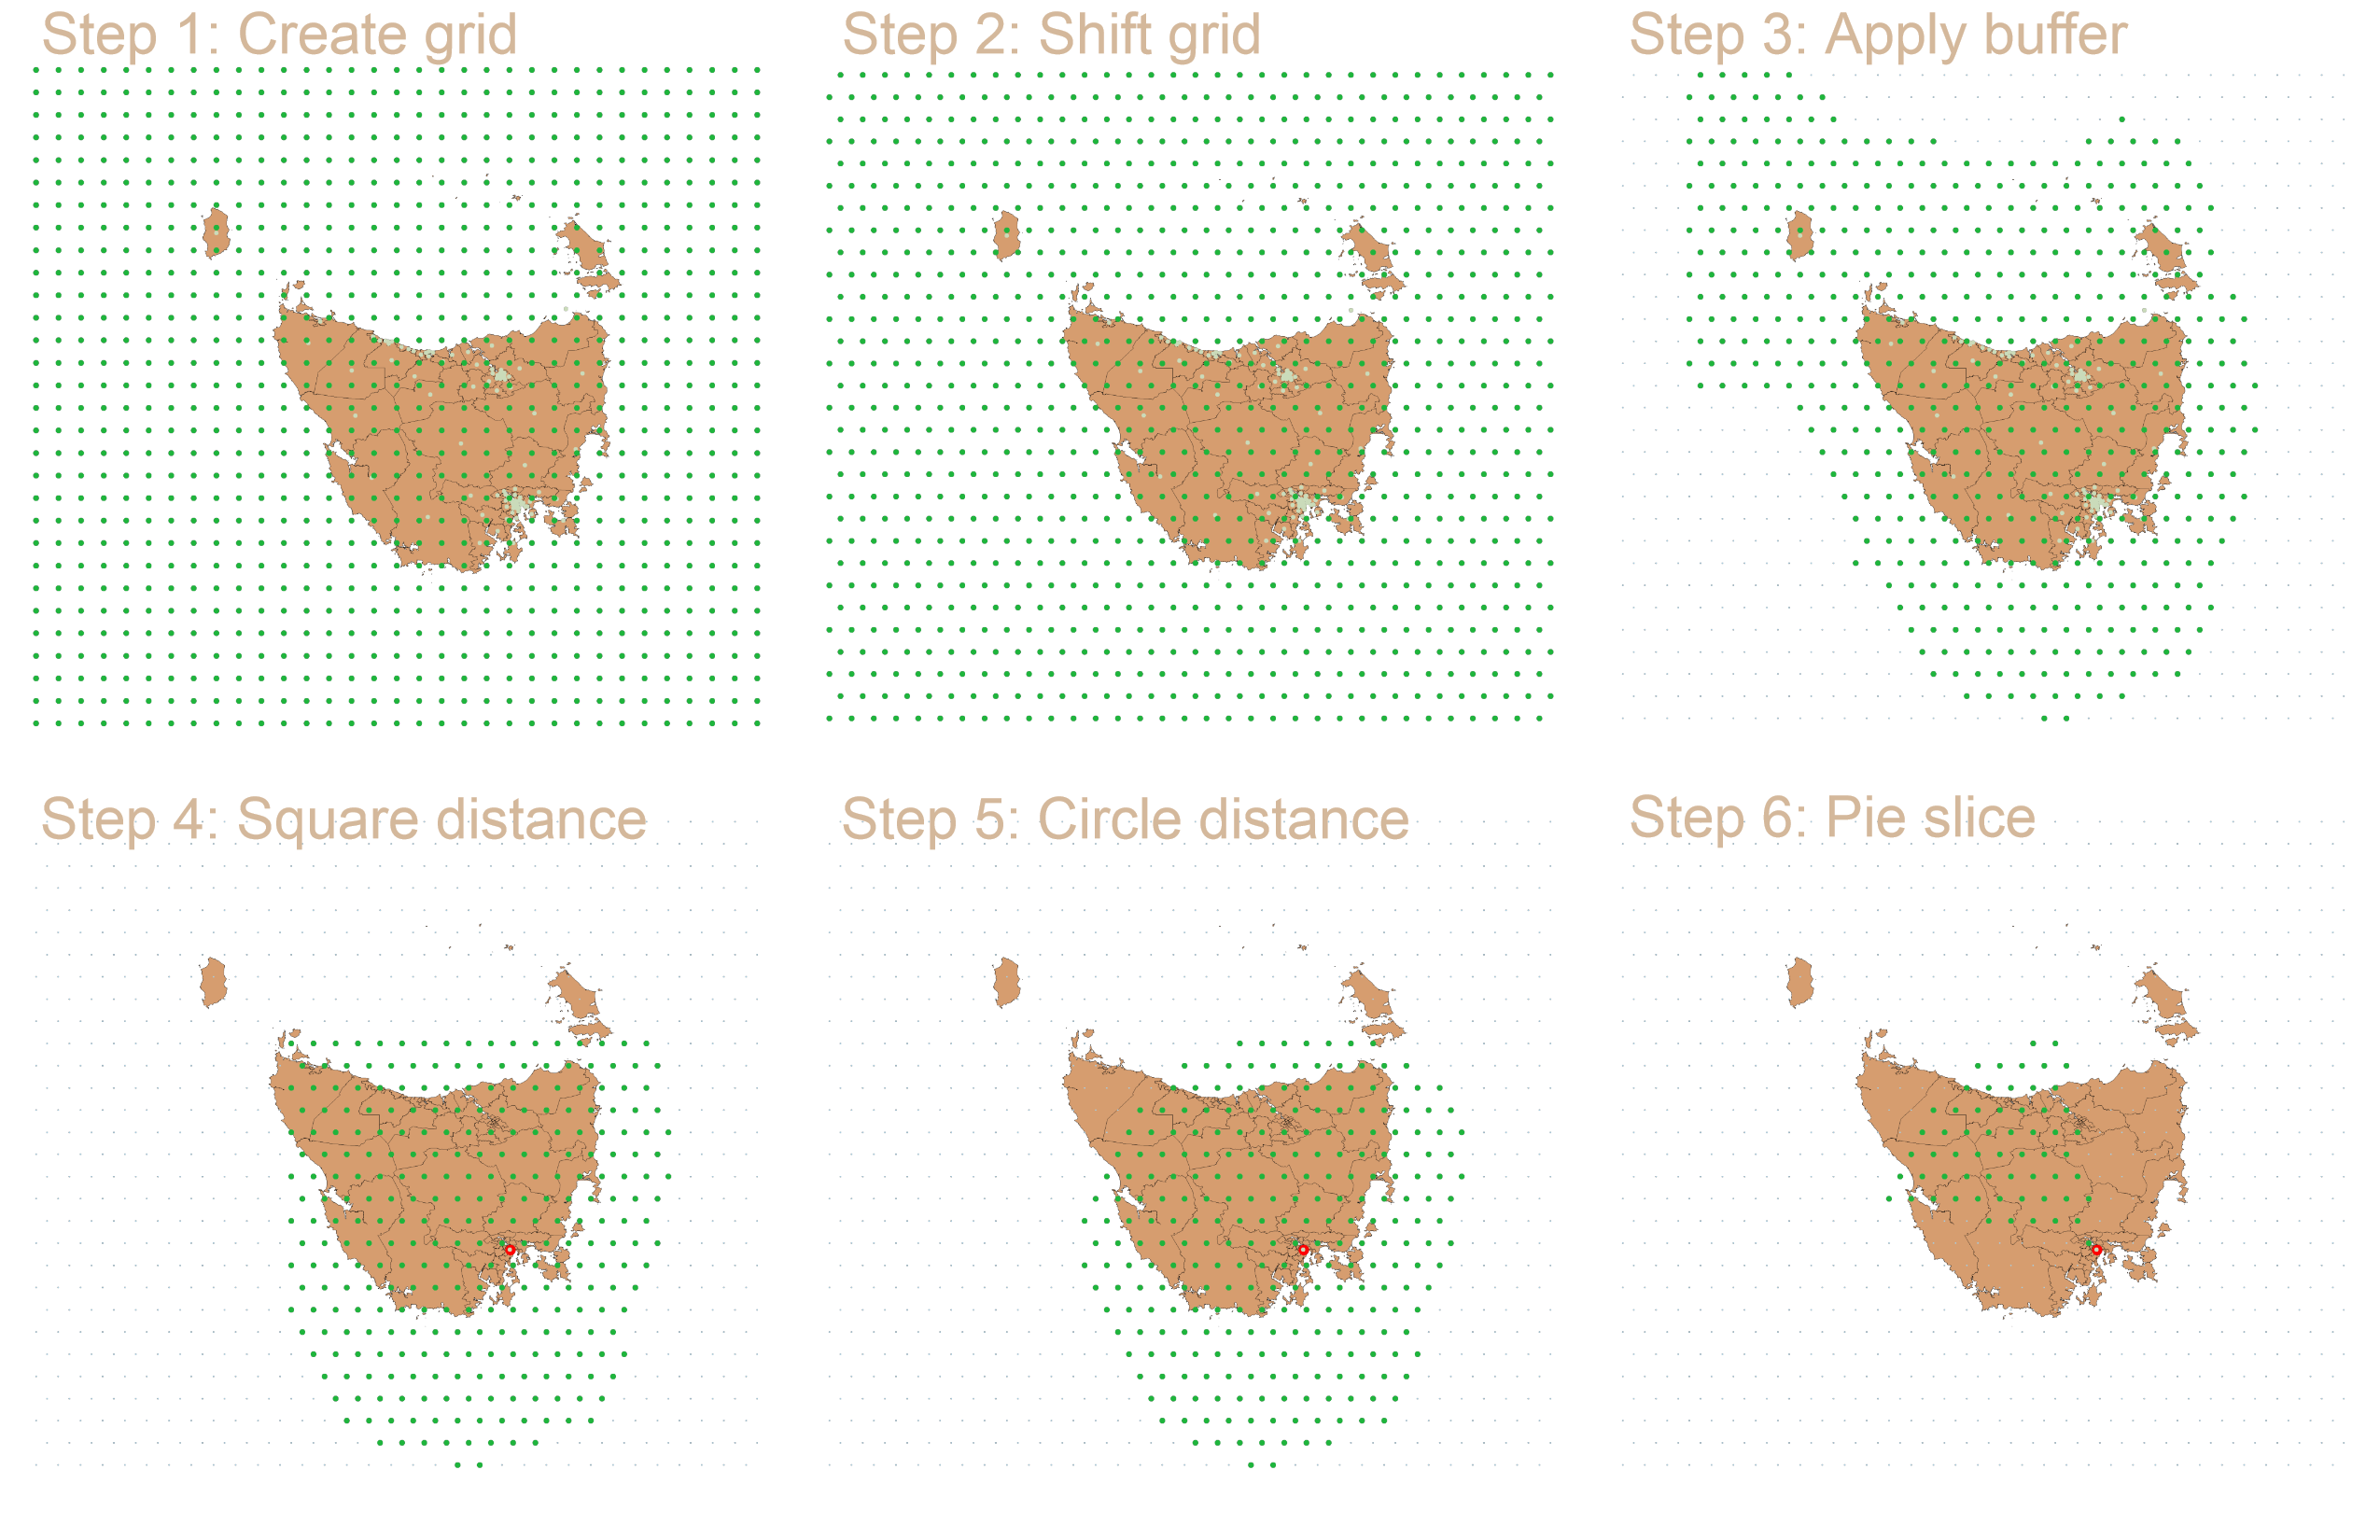 Step 1: Create grid
Step 2: Shift grid
Step 3: Apply buffer
Step 4: Square distance
Step 5: Circle distance
Step 6: Pie slice